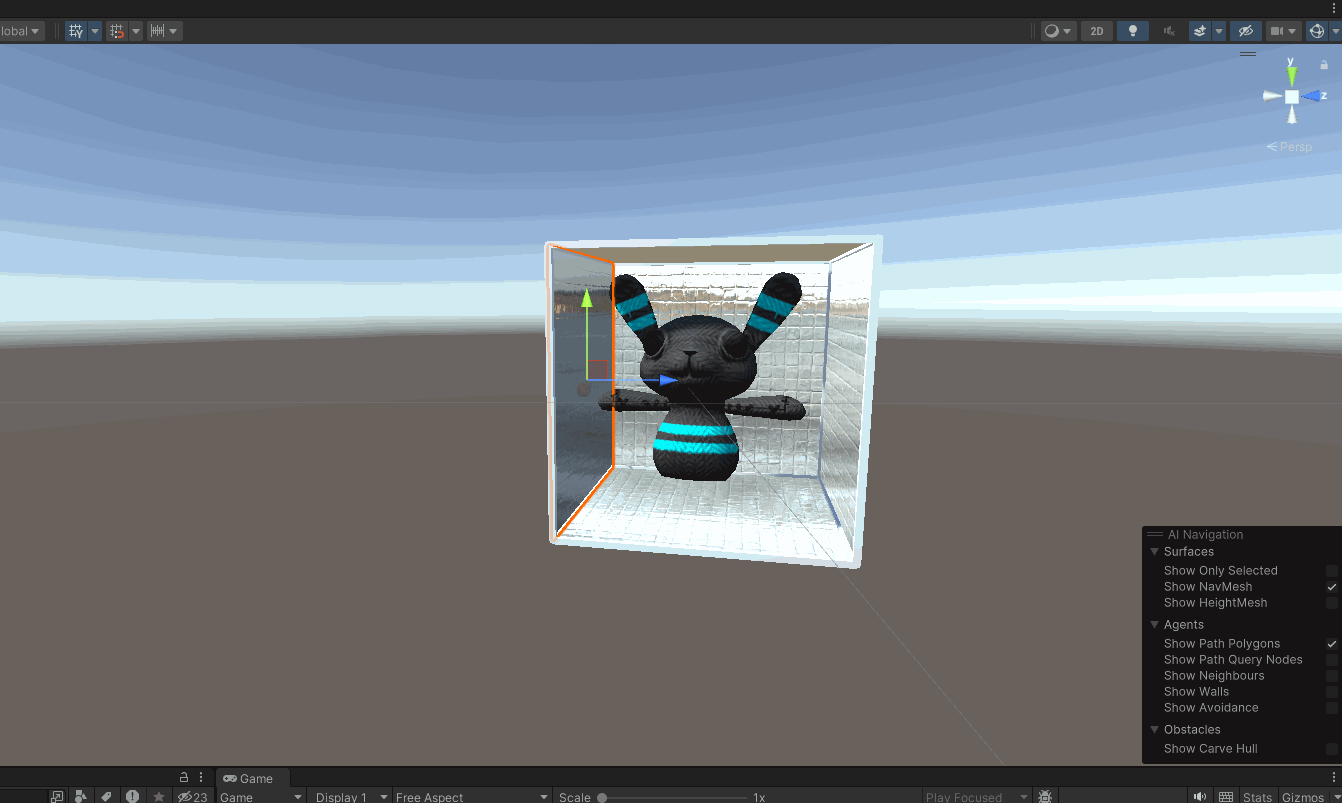 lobal
2D
y
z
Persp
AI Navigation
Surfaces
Show Only Selected
Show NavMesh
Show HeightMesh
Agents
Show Path Polygons
Show Path Query Nodes
Show Neighbours
Show Walls
Show Avoidance
Obstacles
Show Carve Hull
Game
23 Game Display 1 Free Aspect Scale 1x Play Focused Stats Gizmos